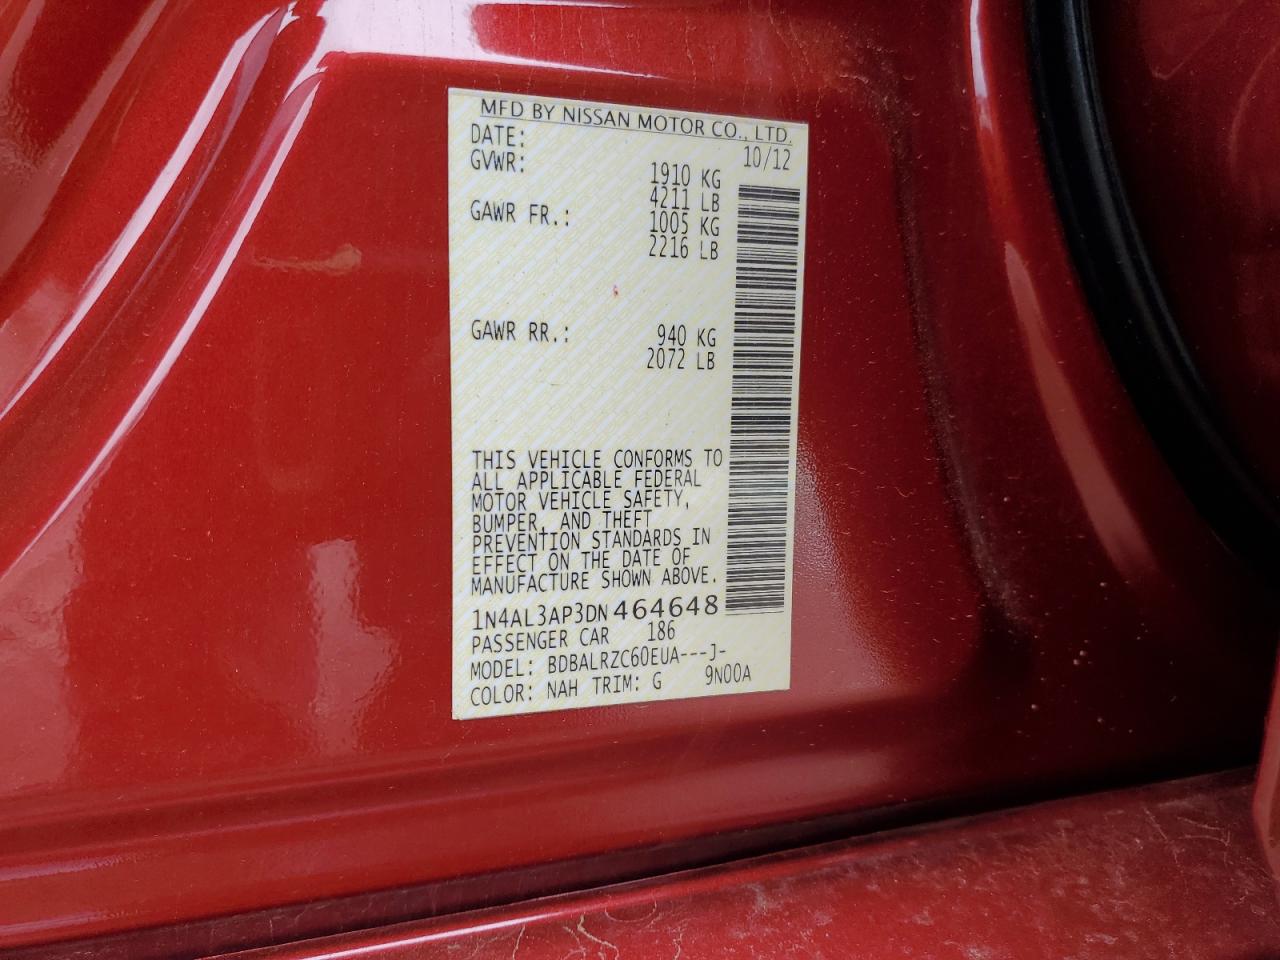 MFD BY NISSAN MOTOR CO., LTD.
DATE: 10/12
GVWR: 1910 KG
4211 LB
GAWR FR.: 1005 KG
2216 LB
GAWR RR.: 940 KG
2072 LB
THIS VEHICLE CONFORMS TO
ALL APPLICABLE FEDERAL
MOTOR VEHICLE SAFETY,
BUMPER, AND THEFT
PREVENTION STANDARDS IN
EFFECT ON THE DATE OF
MANUFACTURE SHOWN ABOVE.
1N4AL3AP3DN464648
PASSENGER CAR 186
MODEL: BDBALRZC60EUA---J-
COLOR: NAH TRIM: G 9N00A